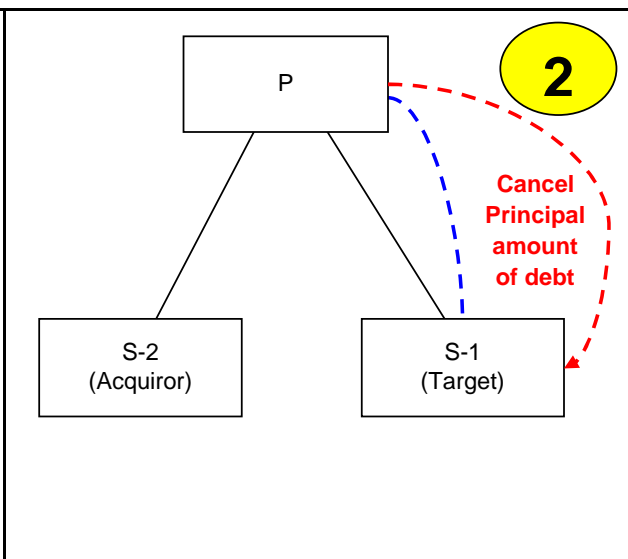 P
2
Cancel
Principal
amount
of debt
S-2
(Acquiror)
S-1
(Target)